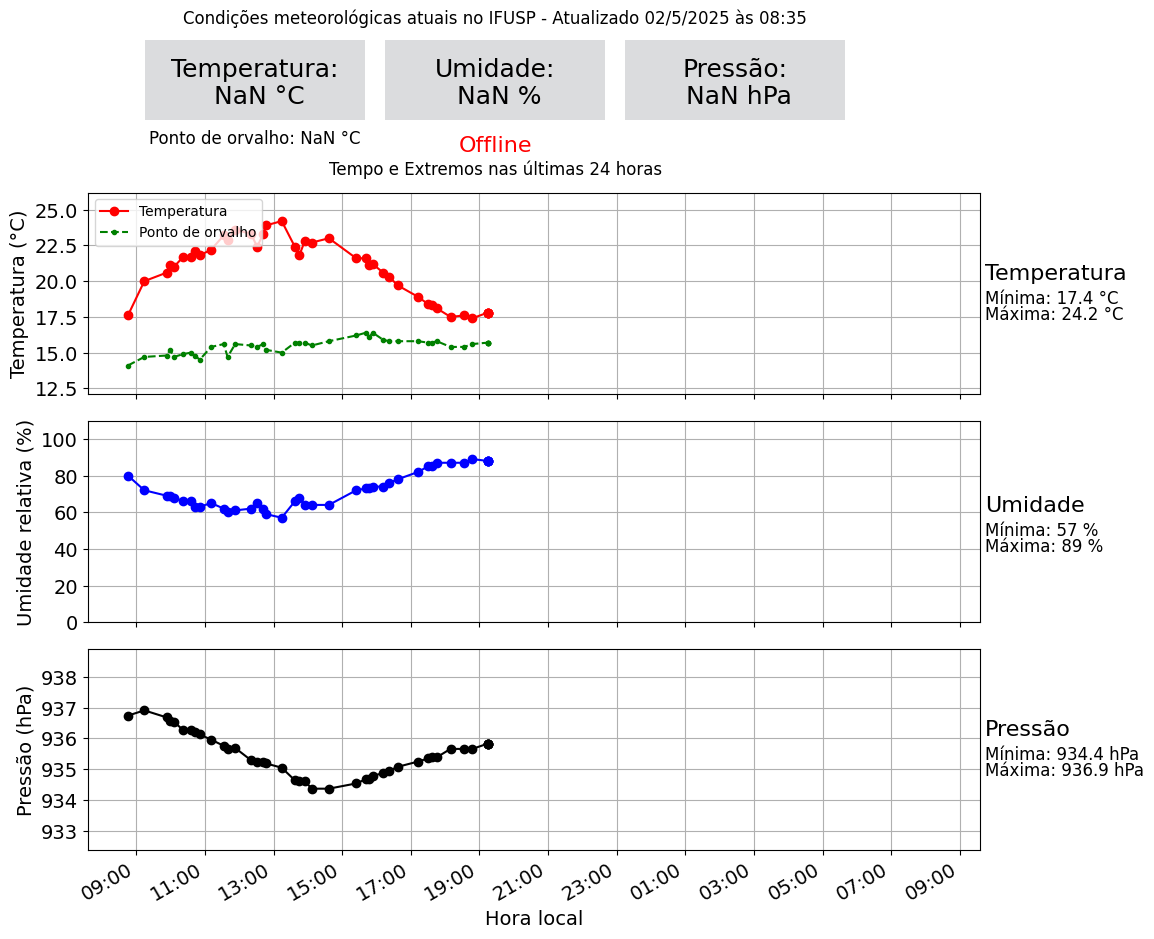 Condições meteorológicas atuais no IFUSP - Atualizado 02/5/2025 às 08:35
Temperatura:
NaN °C
Umidade:
NaN %
Pressão:
NaN hPa
Ponto de orvalho: NaN °C
Offline
Tempo e Extremos nas últimas 24 horas
Temperatura (°C)
25.0
22.5
20.0
17.5
15.0
12.5
Temperatura
Ponto de orvalho
Temperatura
Mínima: 17.4 °C
Máxima: 24.2 °C
Umidade relativa (%)
100
80
60
40
20
0
Umidade
Mínima: 57 %
Máxima: 89 %
Pressão (hPa)
938
937
936
935
934
933
Pressão
Mínima: 934.4 hPa
Máxima: 936.9 hPa
09:00 11:00 13:00 15:00 17:00 19:00 21:00 23:00 01:00 03:00 05:00 07:00 09:00
Hora local